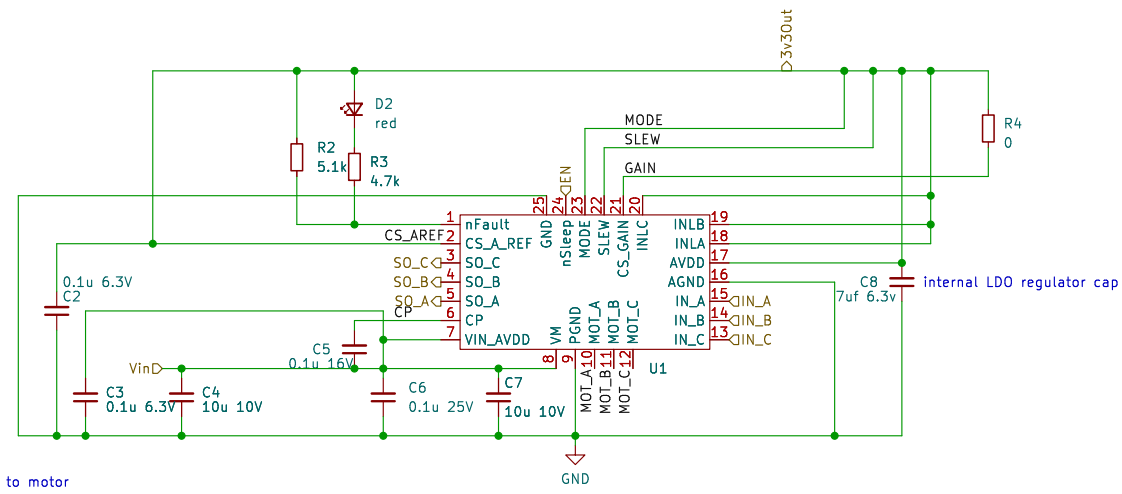 3v3Out
D2
red
R2
5.1k
R3
4.7k
MODE
SLEW
GAIN
R4
0
EN
25
24
23
22
21
20
GND
nSleep
MODE
SLEW
CS_GAIN
INLC
1
nFault
CS_AREF
2
CS_A_REF
SO_C
3
SO_C
SO_B
4
SO_B
SO_A
5
SO_A
CP
6
CP
7
VIN_AVDD
INLB
19
INLA
18
AVDD
17
AGND
16
IN_A
15
IN_A
IN_B
14
IN_B
IN_C
13
IN_C
VM
PGND
MOT_A
MOT_B
MOT_C
8
9
10
11
12
MOT_A
MOT_B
MOT_C
U1
0.1u 6.3V
C2
C8
7uf 6.3v
internal LDO regulator cap
C5
0.1u 16V
Vin
C3
0.1u 6.3V
C4
10u 10V
C6
0.1u 25V
C7
10u 10V
GND
to motor